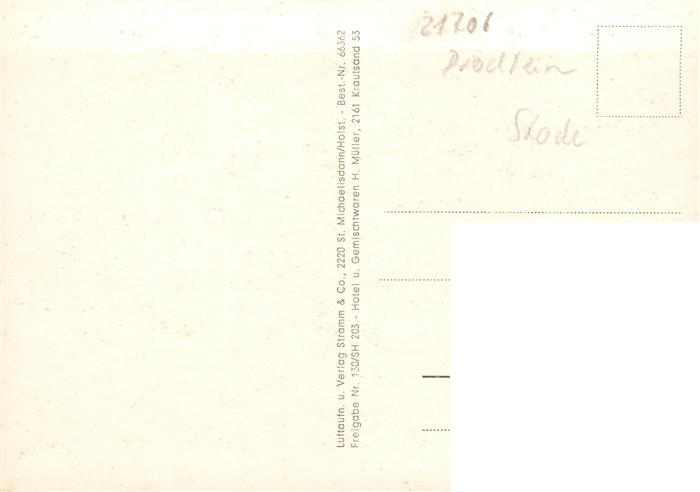 21706
Drochtersen
Stade
Luftaufn. u. Verlag Stramm & Co., 2220 St. Michaelisdonn/Holst. - Best.-Nr. 66362
Freigabe Nr. 130/SH 203 - Hotel u. Gemischtwaren H. Müller, 2161 Krautsand 53